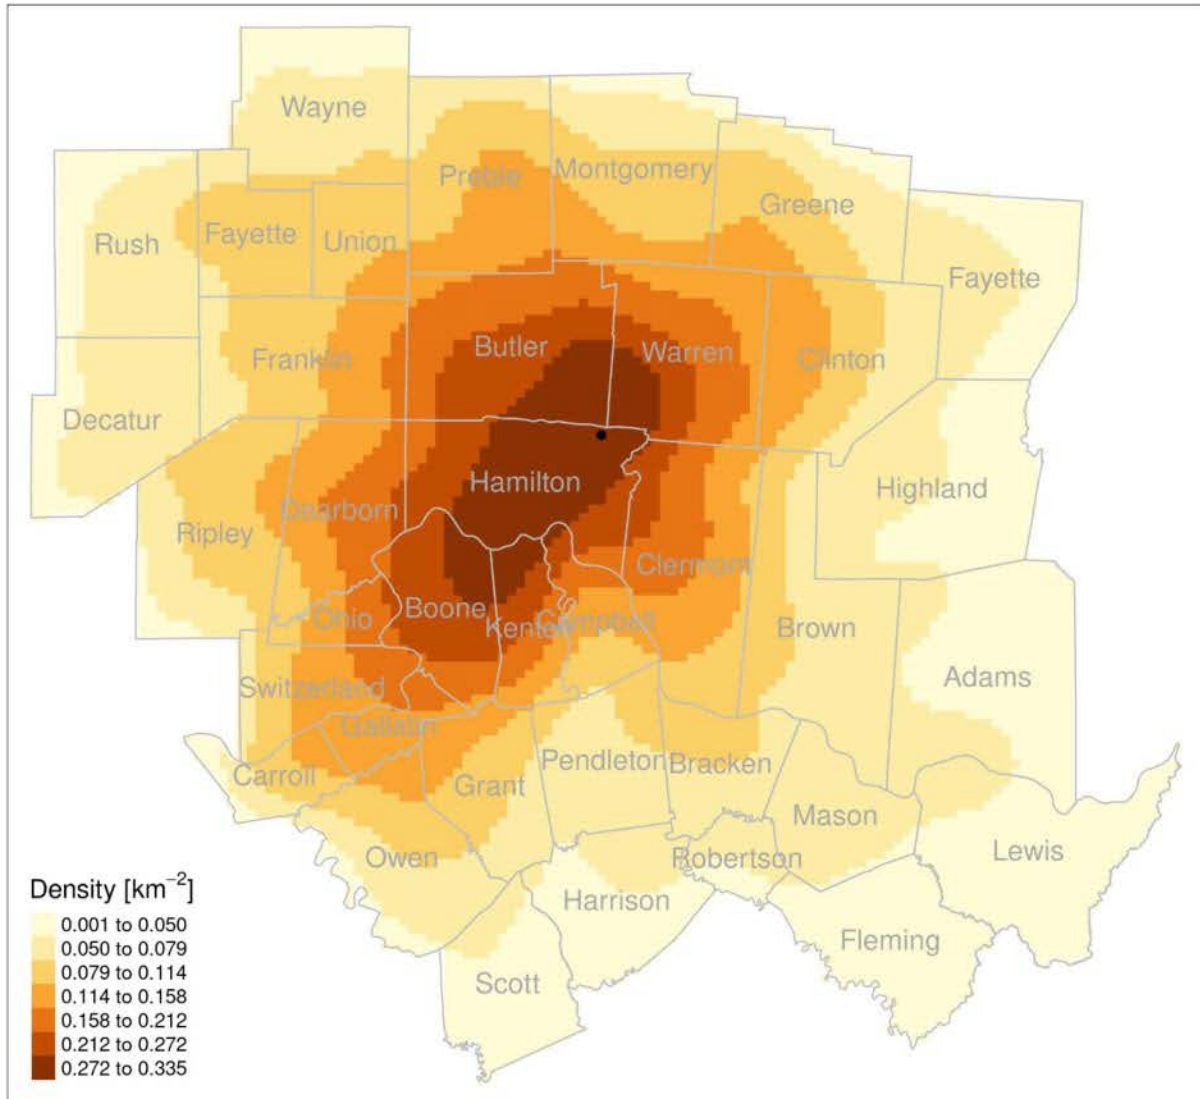 Wayne
Preble
Montgomery
Greene
Rush
Fayette
Union
Fayette
Franklin
Butler
Warren
Clinton
Decatur
Hamilton
Highland
Dearborn
Ripley
Clermont
Ohio
Boone
Kenton
Campbell
Brown
Adams
Switzerland
Gallatin
Carroll
Grant
Pendleton
Bracken
Mason
Owen
Robertson
Lewis
Harrison
Fleming
Scott
Density [km⁻²]
0.001 to 0.050
0.050 to 0.079
0.079 to 0.114
0.114 to 0.158
0.158 to 0.212
0.212 to 0.272
0.272 to 0.335